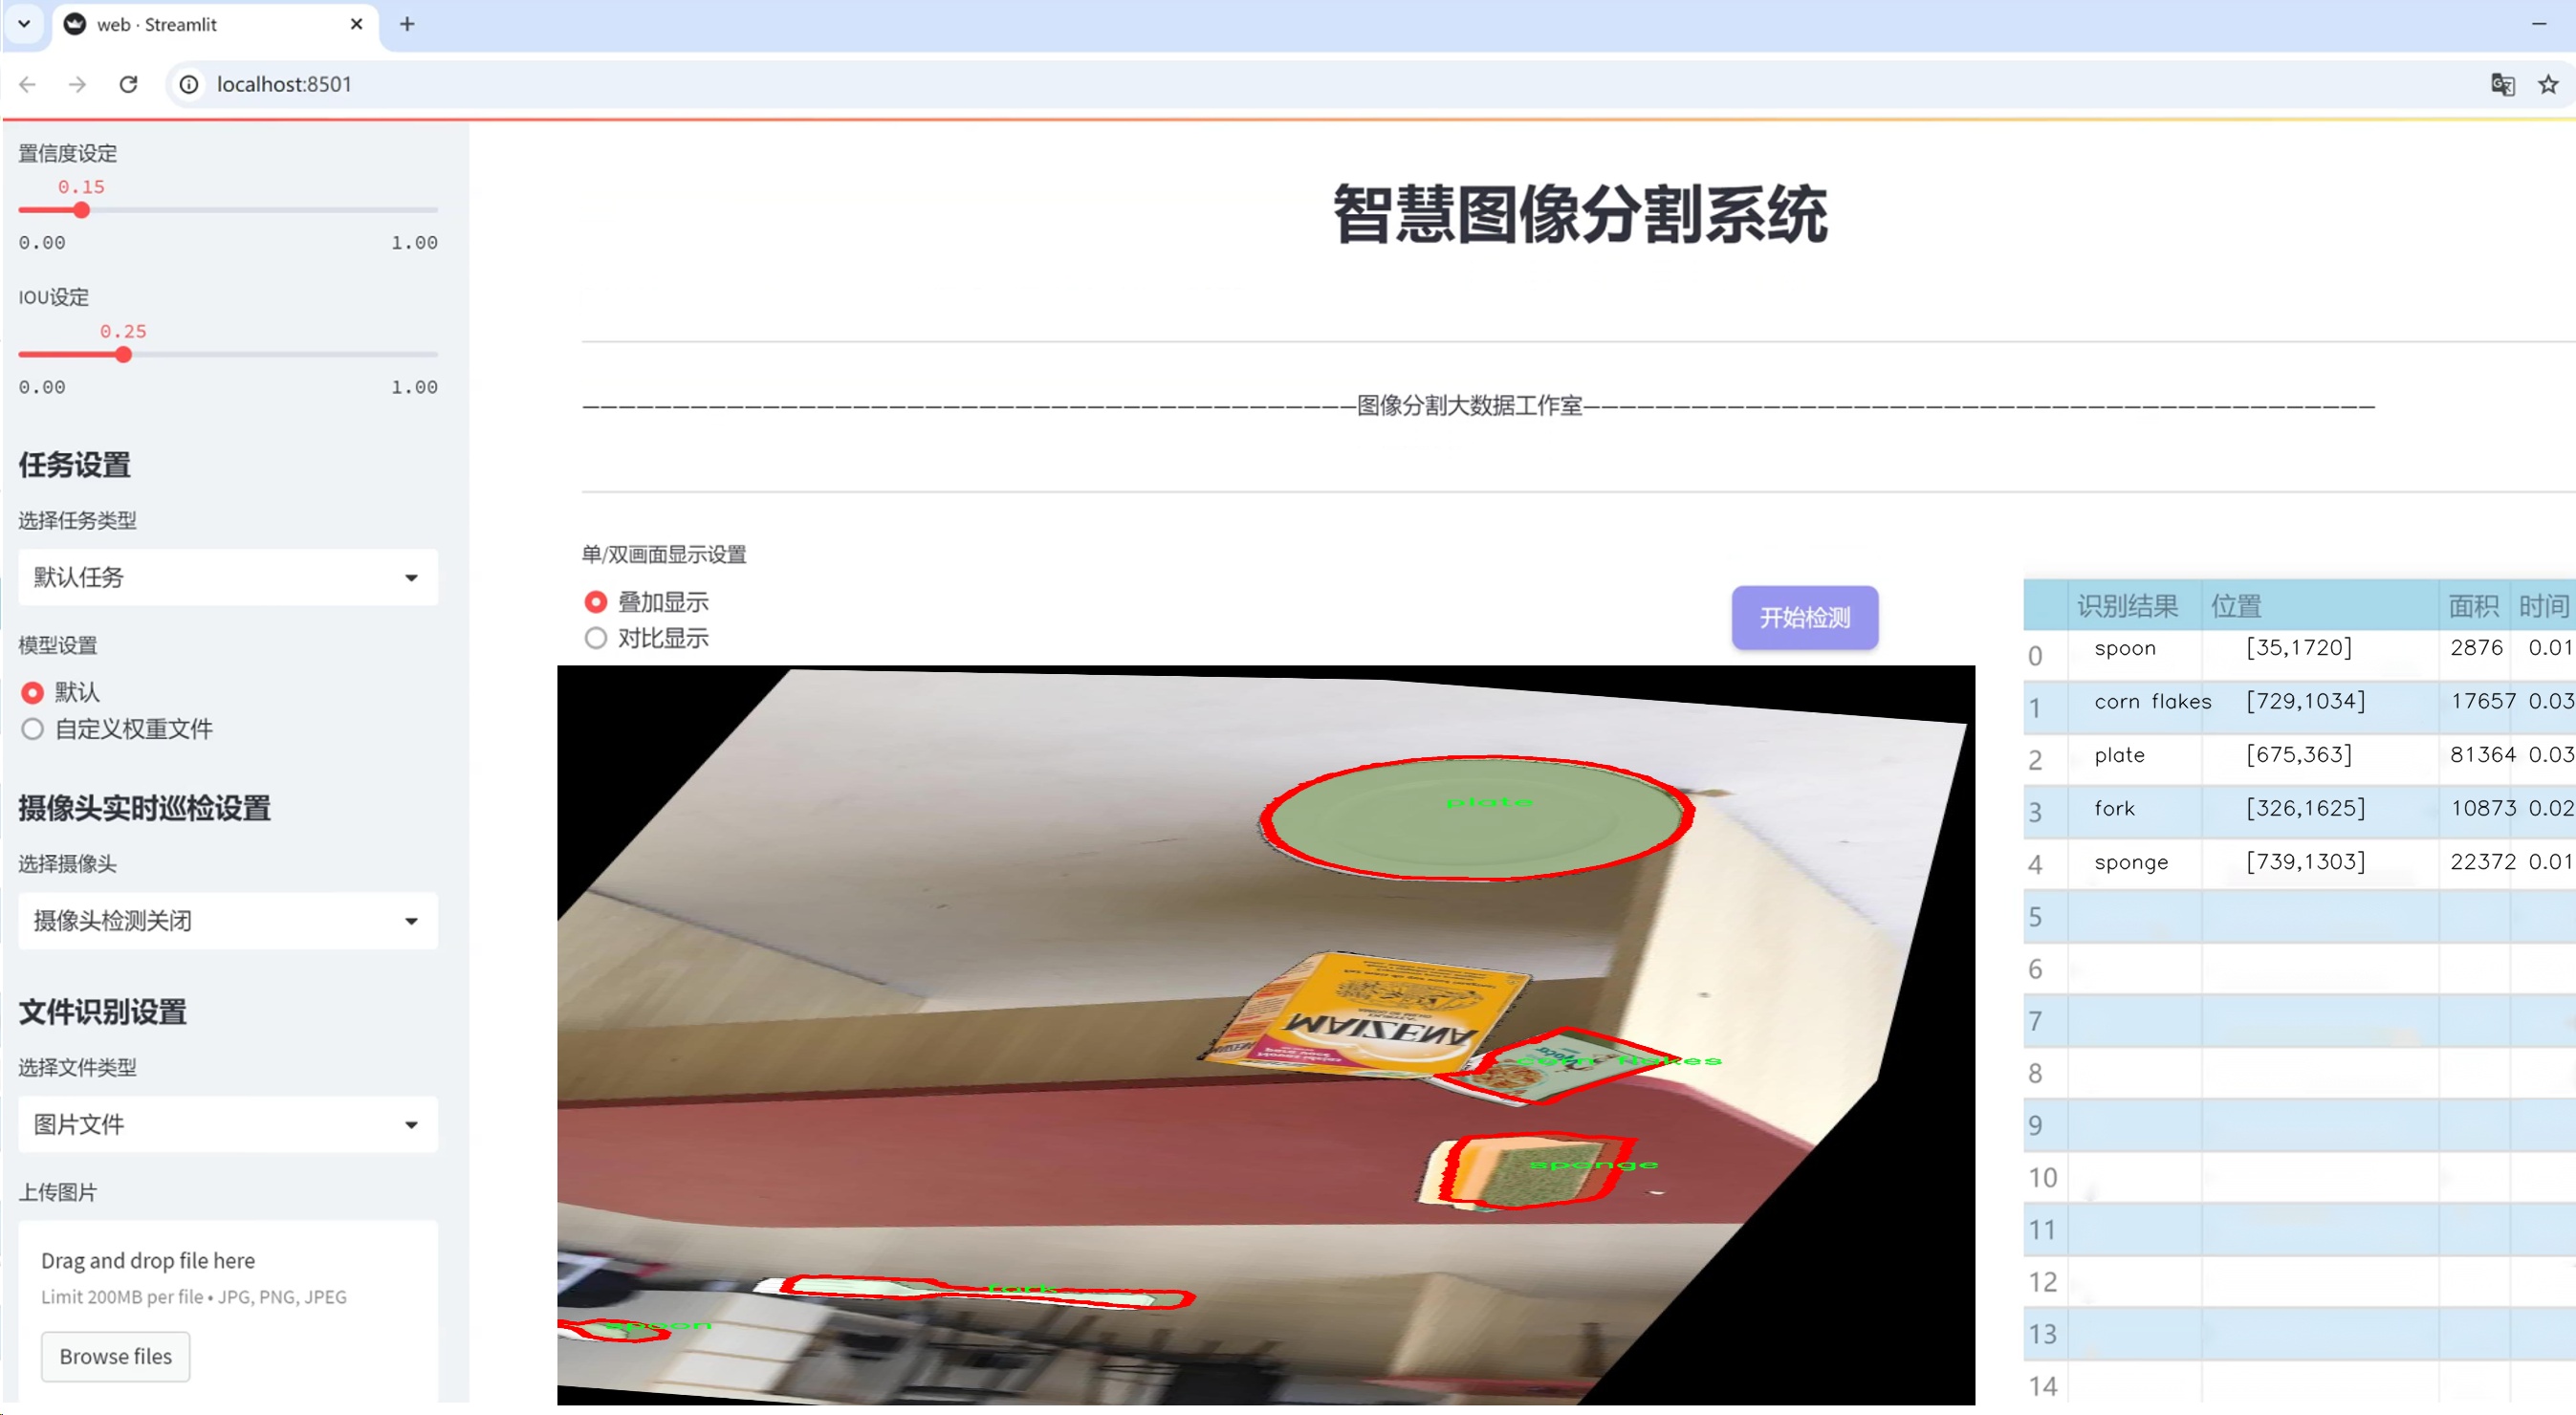 web · Streamlit
localhost:8501
置信度设定
0.15
0.00 1.00
IOU设定
0.25
0.00 1.00
任务设置
选择任务类型
默认任务
模型设置
默认
自定义权重文件
摄像头实时巡检设置
选择摄像头
摄像头检测关闭
文件识别设置
选择文件类型
图片文件
上传图片
Drag and drop file here
Limit 200MB per file • JPG, PNG, JPEG
Browse files
智慧图像分割系统
图像分割大数据工作室
单/双画面显示设置
叠加显示
对比显示
开始检测
plate
MAIZENA
corn flakes
sponge
fork
spoon
识别结果 位置 面积 时间
0 spoon [35,1720] 2876 0.01
1 corn flakes [729,1034] 17657 0.03
2 plate [675,363] 81364 0.03
3 fork [326,1625] 10873 0.02
4 sponge [739,1303] 22372 0.01
5
6
7
8
9
10
11
12
13
14